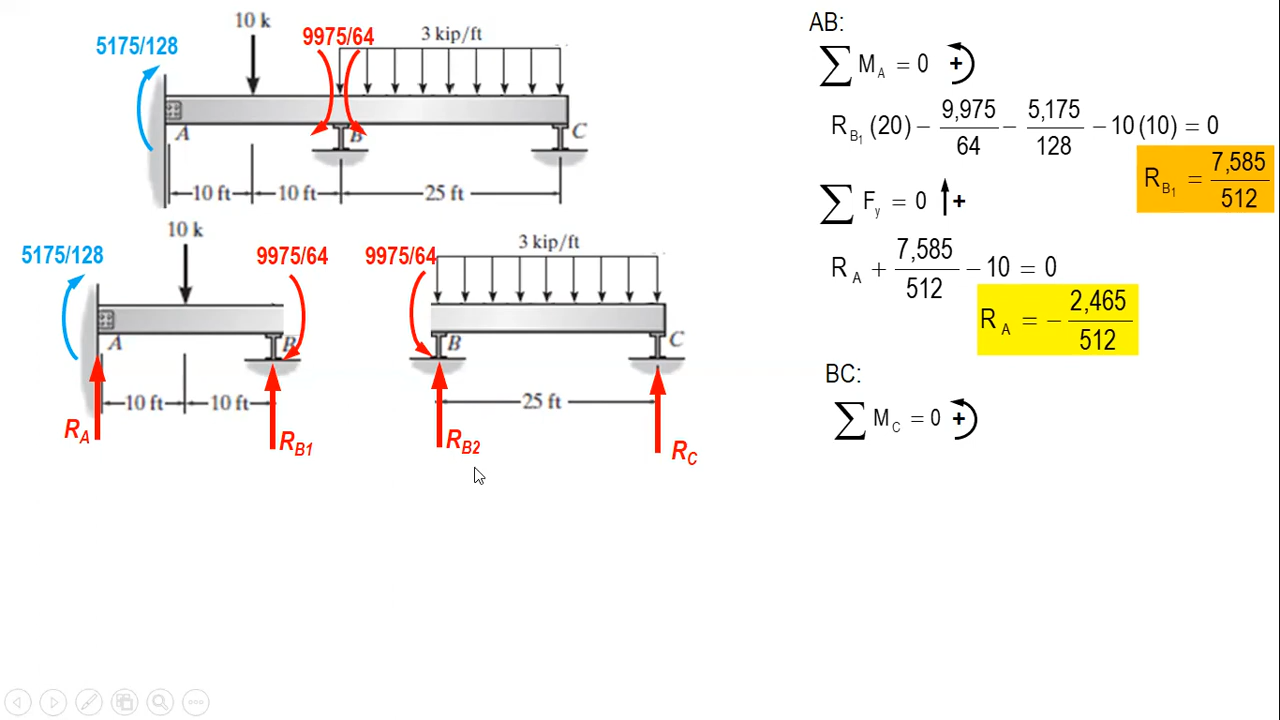 10 k
5175/128
9975/64
3 kip/ft
A
B
C
10 ft
10 ft
25 ft
10 k
5175/128
9975/64
A
B
10 ft
10 ft
R_A
R_B1
9975/64
3 kip/ft
B
C
25 ft
R_B2
R_C
AB:
∑ M_A = 0 +
R_B₁ (20) − 9,975/64 − 5,175/128 − 10 (10) = 0
R_B₁ = 7,585/512
∑ F_y = 0 +
R_A + 7,585/512 − 10 = 0
R_A = − 2,465/512
BC:
∑ M_C = 0 +